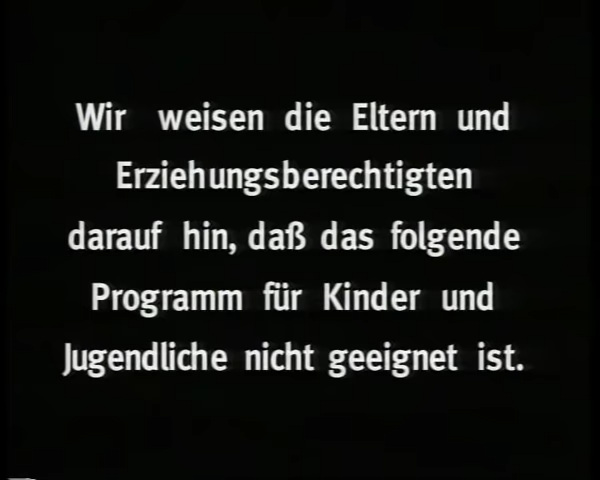 Wir weisen die Eltern und
Erziehungsberechtigten
darauf hin, daß das folgende
Programm für Kinder und
Jugendliche nicht geeignet ist.